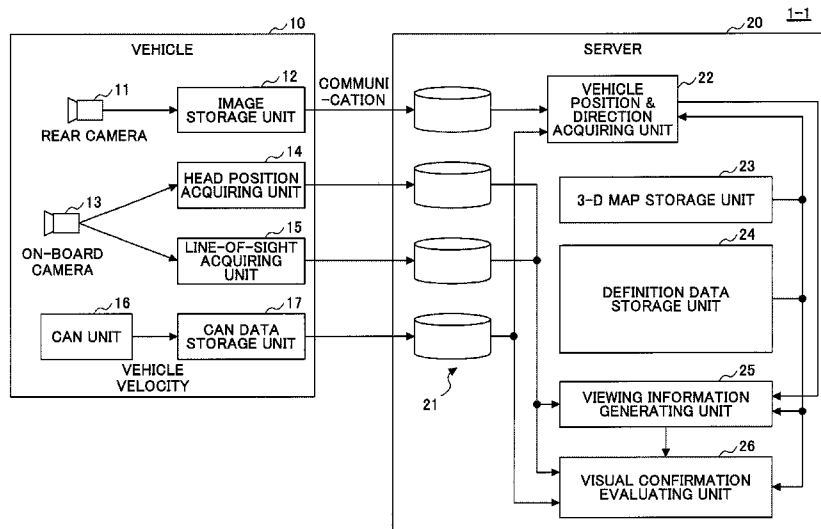 1-1
10
VEHICLE
11
REAR CAMERA
12
IMAGE
STORAGE UNIT
COMMUNI
-CATION
13
ON-BOARD
CAMERA
14
HEAD POSITION
ACQUIRING UNIT
15
LINE-OF-SIGHT
ACQUIRING
UNIT
16
CAN UNIT
17
CAN DATA
STORAGE UNIT
VEHICLE
VELOCITY
20
SERVER
21
22
VEHICLE
POSITION &
DIRECTION
ACQUIRING UNIT
23
3-D MAP STORAGE UNIT
24
DEFINITION DATA
STORAGE UNIT
25
VIEWING INFORMATION
GENERATING UNIT
26
VISUAL CONFIRMATION
EVALUATING UNIT